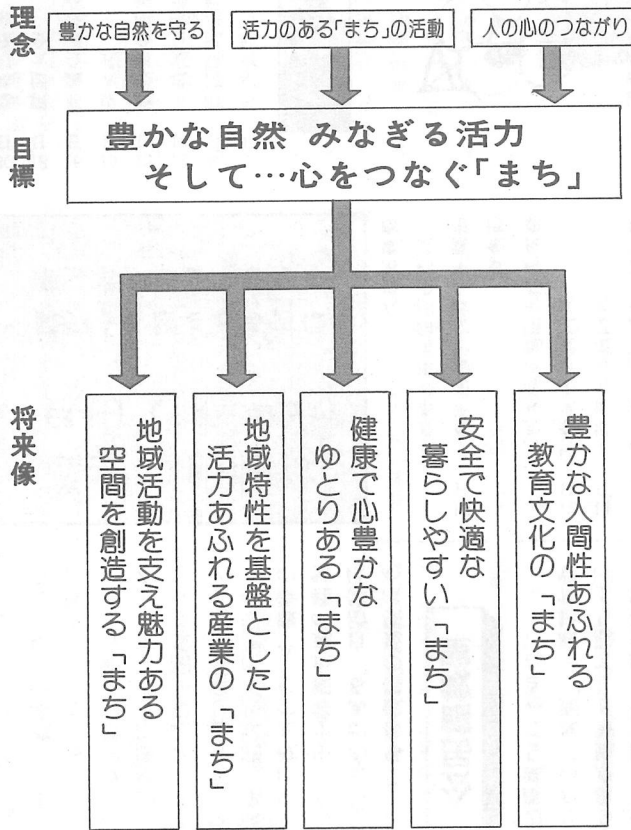 理念
豊かな自然を守る
活力のある「まち」の活動
人の心のつながり
目標
豊かな自然 みなぎる活力
そして…心をつなぐ「まち」
将来像
豊かな人間性あふれる
教育文化の「まち」
安全で快適な
暮らしやすい「まち」
健康で心豊かな
ゆとりある「まち」
地域特性を基盤とした
活力あふれる産業の「まち」
地域活動を支え魅力ある
空間を創造する「まち」